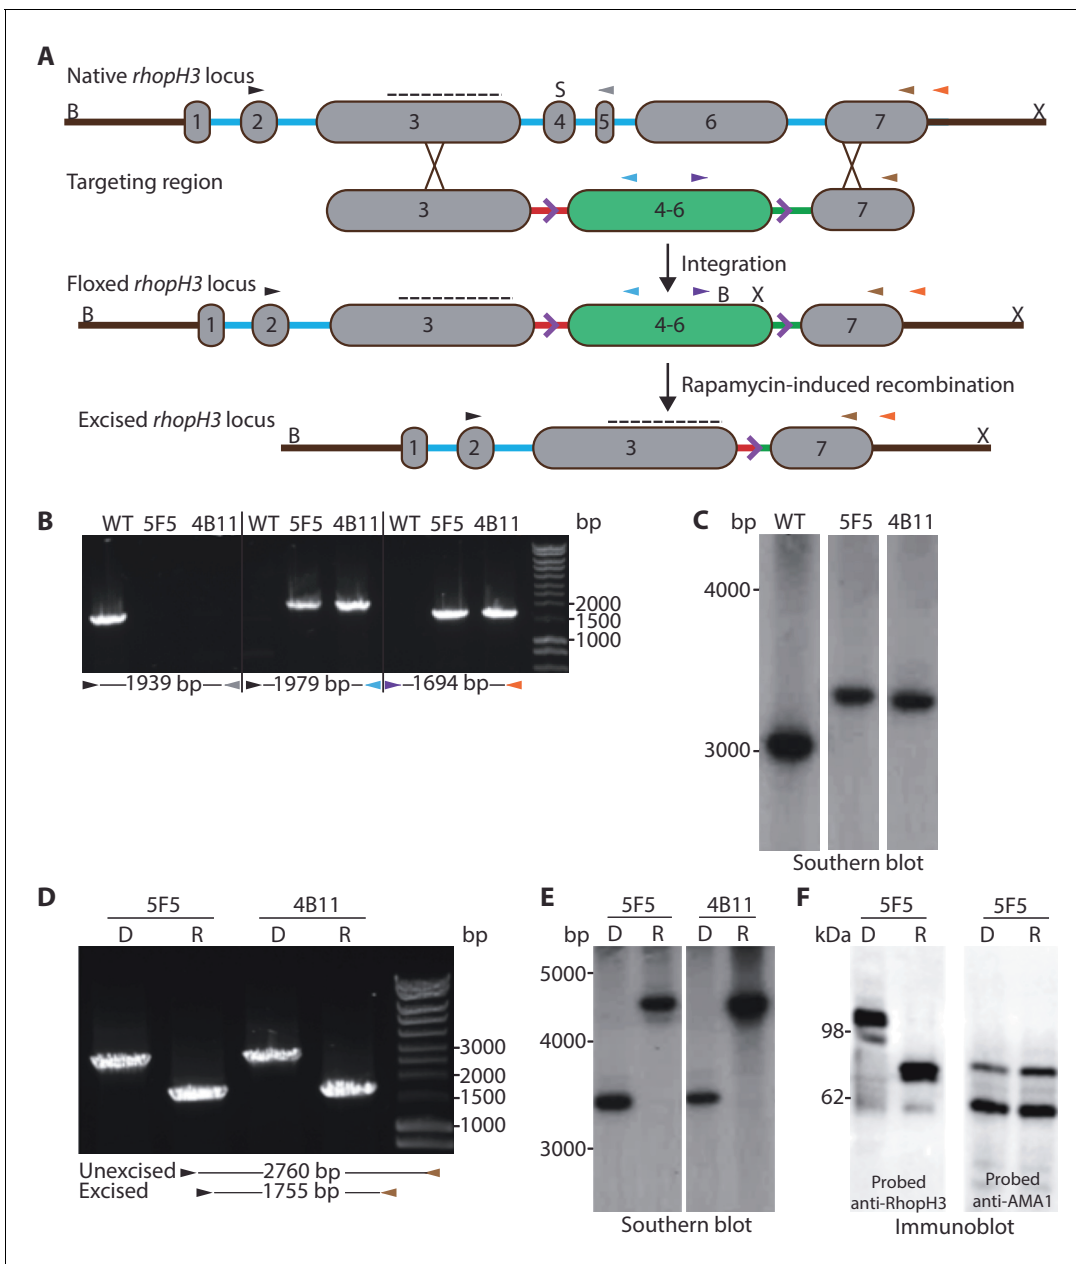 A
Native rhopH3 locus
B
S
X
1
2
3
4
5
6
7
Targeting region
3
4-6
7
Integration
Floxed rhopH3 locus
B
B
X
X
1
2
3
4-6
7
Rapamycin-induced recombination
Excised rhopH3 locus
B
X
1
2
3
7
B
WT 5F5 4B11 WT 5F5 4B11 WT 5F5 4B11 bp
2000
1500
1000
1939 bp
1979 bp
1694 bp
C
bp WT 5F5 4B11
4000
3000
Southern blot
D
5F5 4B11
D R D R bp
3000
2000
1500
1000
Unexcised 2760 bp
Excised 1755 bp
E
5F5 4B11
bp D R D R
5000
4000
3000
Southern blot
F
5F5 5F5
kDa D R D R
98
62
Probed
anti-RhopH3
Probed
anti-AMA1
Immunoblot